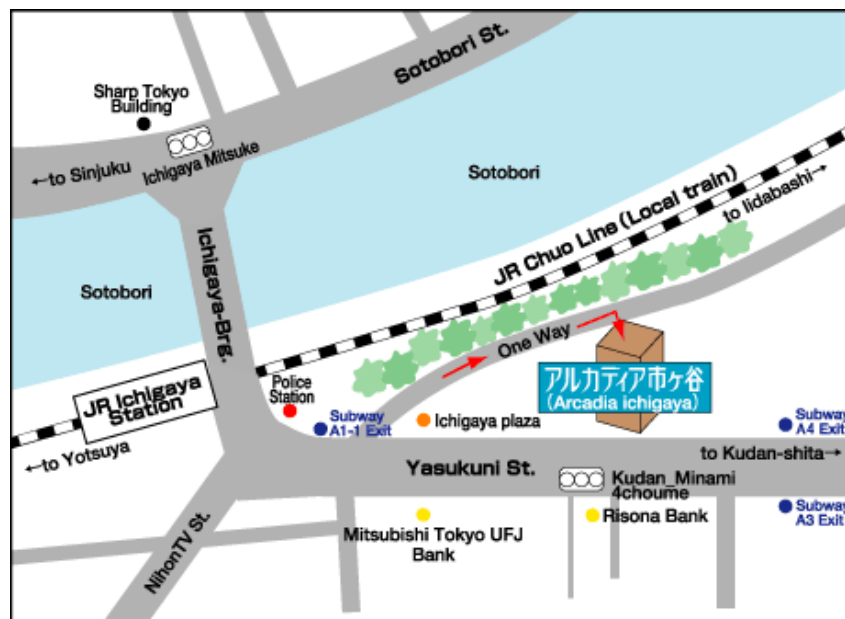 Sotobori St.
Sharp Tokyo
Building
Ichigaya Mitsuke
←to Sinjuku
Sotobori
JR Chuo Line (Local train)
to Iidabashi
Ichigaya-Brg.
Sotobori
One Way
アルカディア市ヶ谷
(Arcadia ichigaya)
JR Ichigaya
Station
Police
Station
Subway
A1-1 Exit
Ichigaya plaza
Subway
A4 Exit
←to Yotsuya
Yasukuni St.
to Kudan-shita→
Kudan_Minami
4choume
NihonTV St.
Mitsubishi Tokyo UFJ
Bank
Risona Bank
Subway
A3 Exit